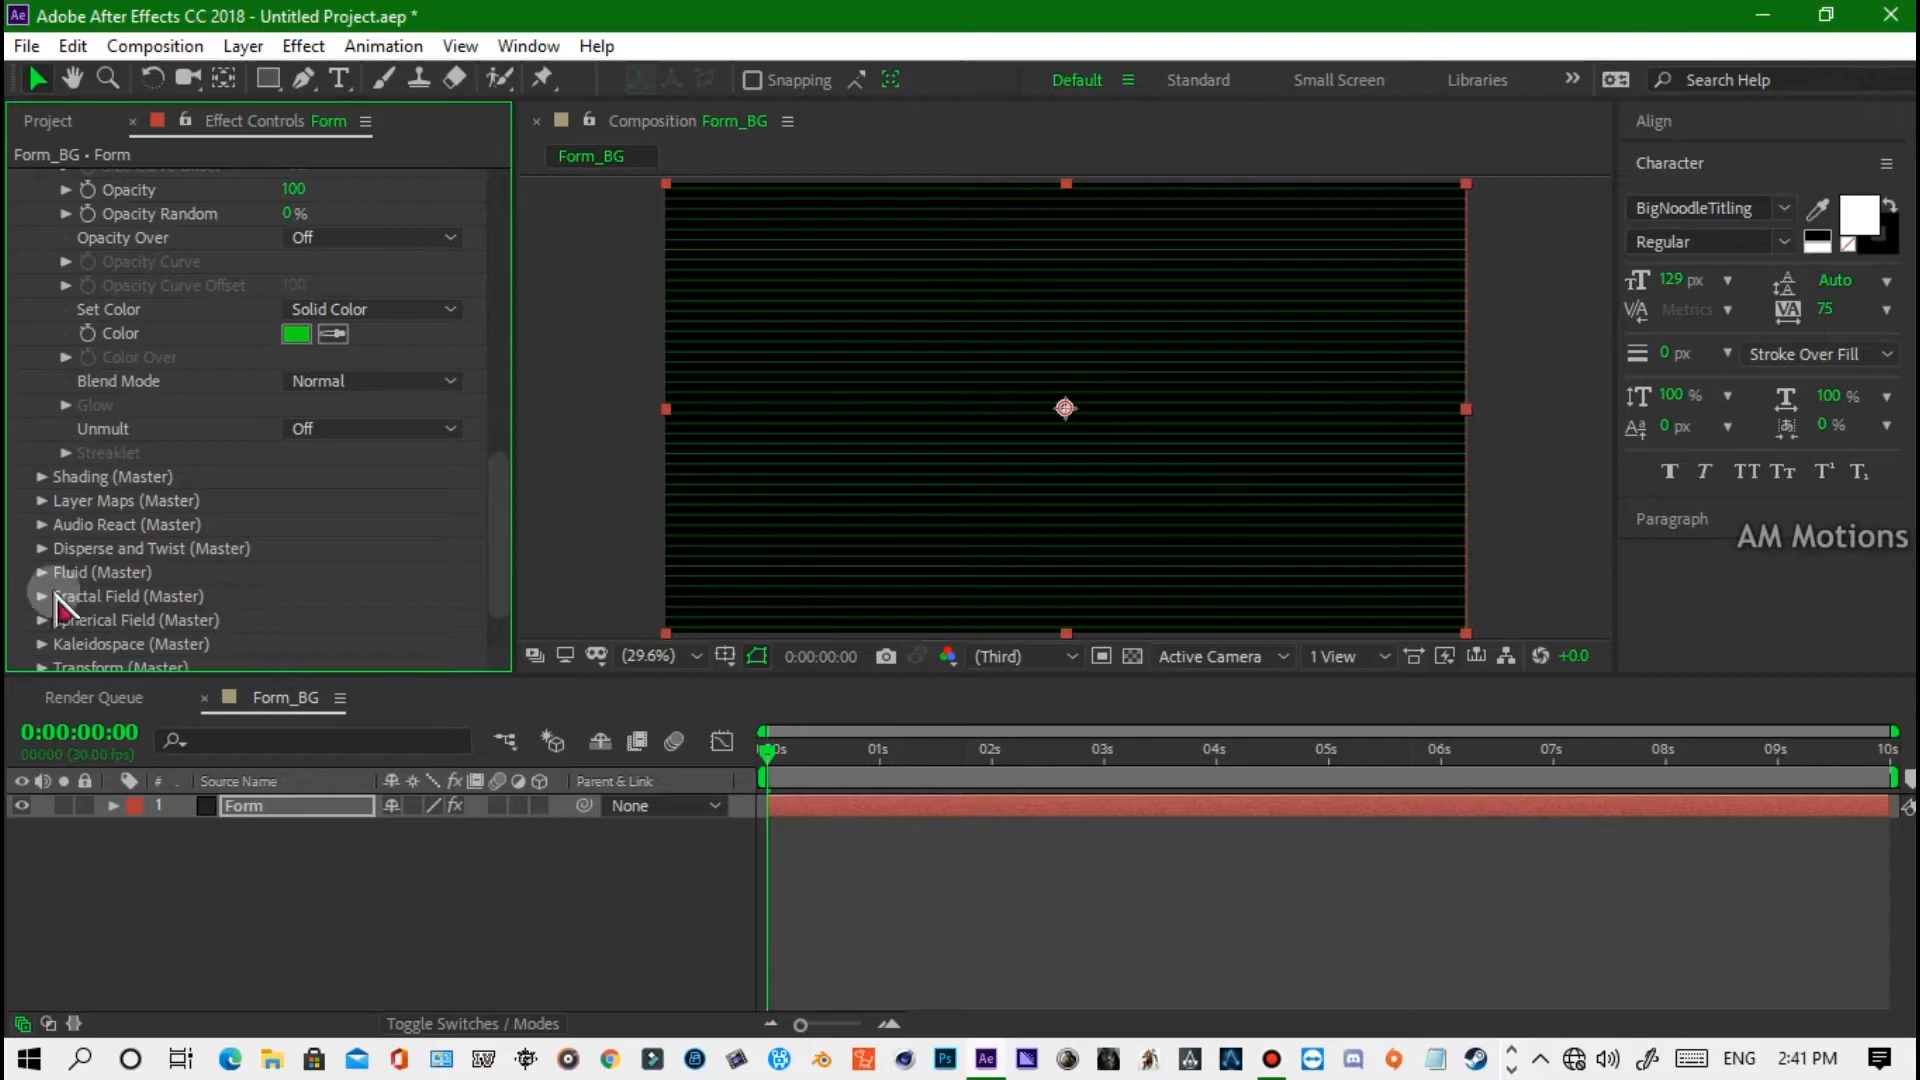 Adobe After Effects CC 2018 - Untitled Project.aep *
File Edit Composition Layer Effect Animation View Window Help
Snapping Default Standard Small Screen Libraries Search Help
Project Effect Controls Form Composition Form_BG Align
Form_BG • Form Form_BG Character
Opacity 100
Opacity Random 0 %
Opacity Over Off
Opacity Curve
Opacity Curve Offset 100
Set Color Solid Color
Color
Color Over
Blend Mode Normal
Glow
Unmult Off
Streaklet
Shading (Master)
Layer Maps (Master)
Audio React (Master)
Disperse and Twist (Master)
Fluid (Master)
Fractal Field (Master)
Spherical Field (Master)
Kaleidospace (Master)
Transform (Master)
BigNoodleTitling
Regular
129 px Auto
Metrics 75
0 px Stroke Over Fill
100 % 100 %
0 px 0 %
T T TT Tr T¹ T₁
Paragraph
AM Motions
(29.6%) 0:00:00:00 (Third) Active Camera 1 View +0.0
Render Queue Form_BG
0:00:00:00
00000 (30.00 fps)
01s 02s 03s 04s 05s 06s 07s 08s 09s 10s
# Source Name Parent & Link
1 Form None
Toggle Switches / Modes
ENG 2:41 PM